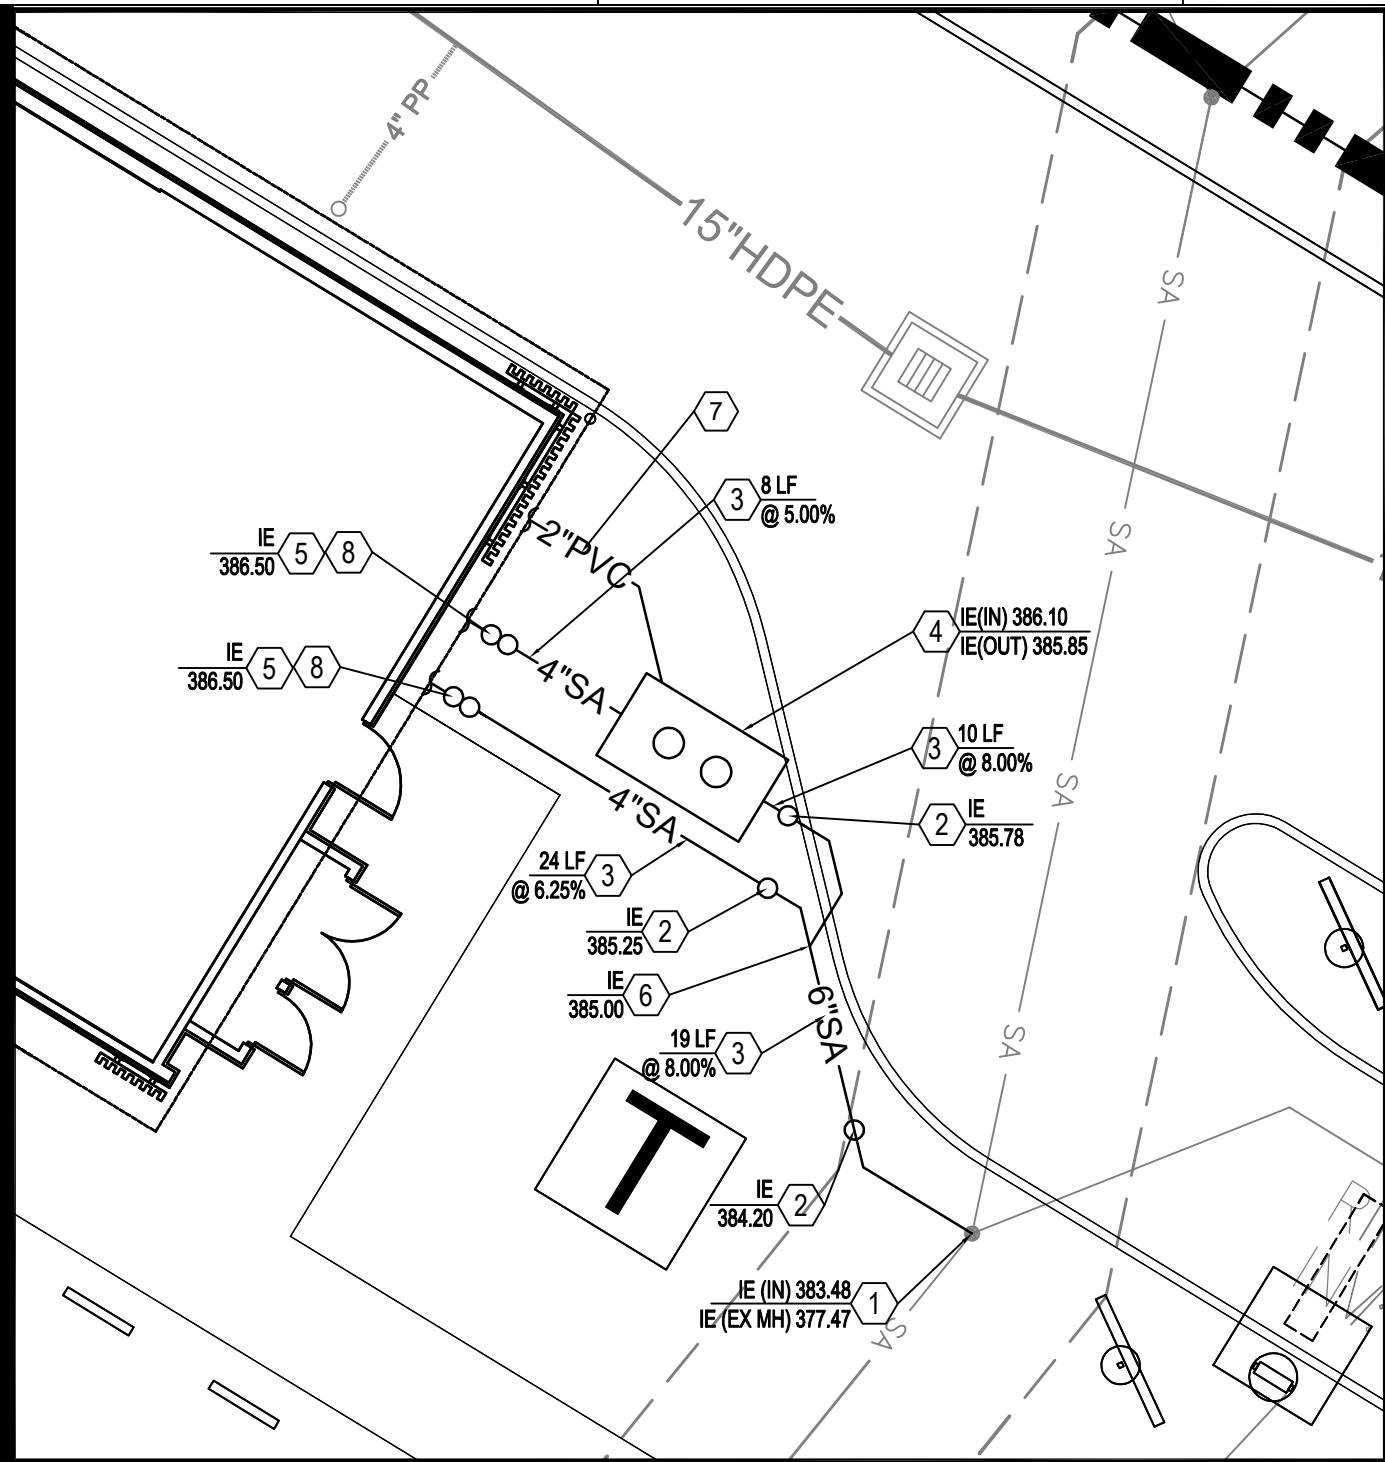 4" PP
15"HDPE
SA
7
3
8 LF
@ 5.00%
2"PVC
IE
386.50
5
8
SA
4
IE(IN) 386.10
IE(OUT) 385.85
IE
386.50
5
8
4"SA
3
10 LF
@ 8.00%
SA
4"SA
2
IE
385.78
24 LF
@ 6.25%
3
IE
385.25
2
IE
385.00
6
6"SA
SA
19 LF
@ 8.00%
3
T
IE
384.20
2
IE (IN) 383.48
IE (EX MH) 377.47
1
SA